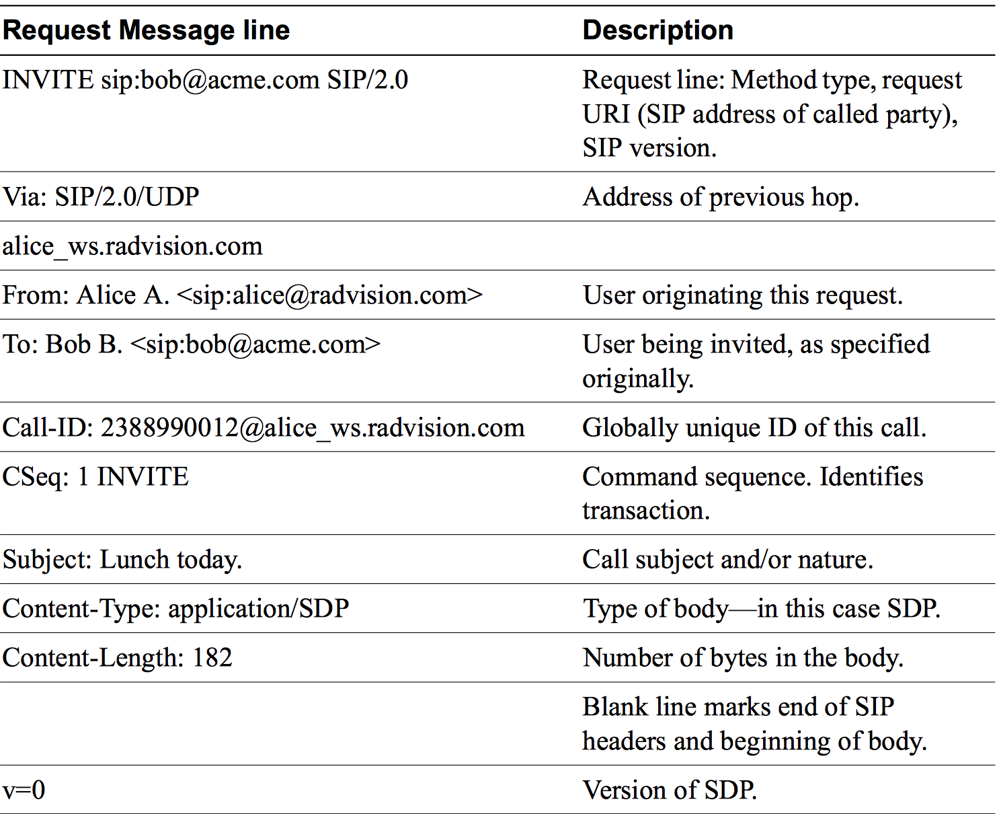 Request Message line Description
INVITE sip:bob@acme.com SIP/2.0 Request line: Method type, request
URI (SIP address of called party),
SIP version.
Via: SIP/2.0/UDP Address of previous hop.
alice_ws.radvision.com
From: Alice A. <sip:alice@radvision.com> User originating this request.
To: Bob B. <sip:bob@acme.com> User being invited, as specified
originally.
Call-ID: 2388990012@alice_ws.radvision.com Globally unique ID of this call.
CSeq: 1 INVITE Command sequence. Identifies
transaction.
Subject: Lunch today. Call subject and/or nature.
Content-Type: application/SDP Type of body—in this case SDP.
Content-Length: 182 Number of bytes in the body.
Blank line marks end of SIP
headers and beginning of body.
v=0 Version of SDP.